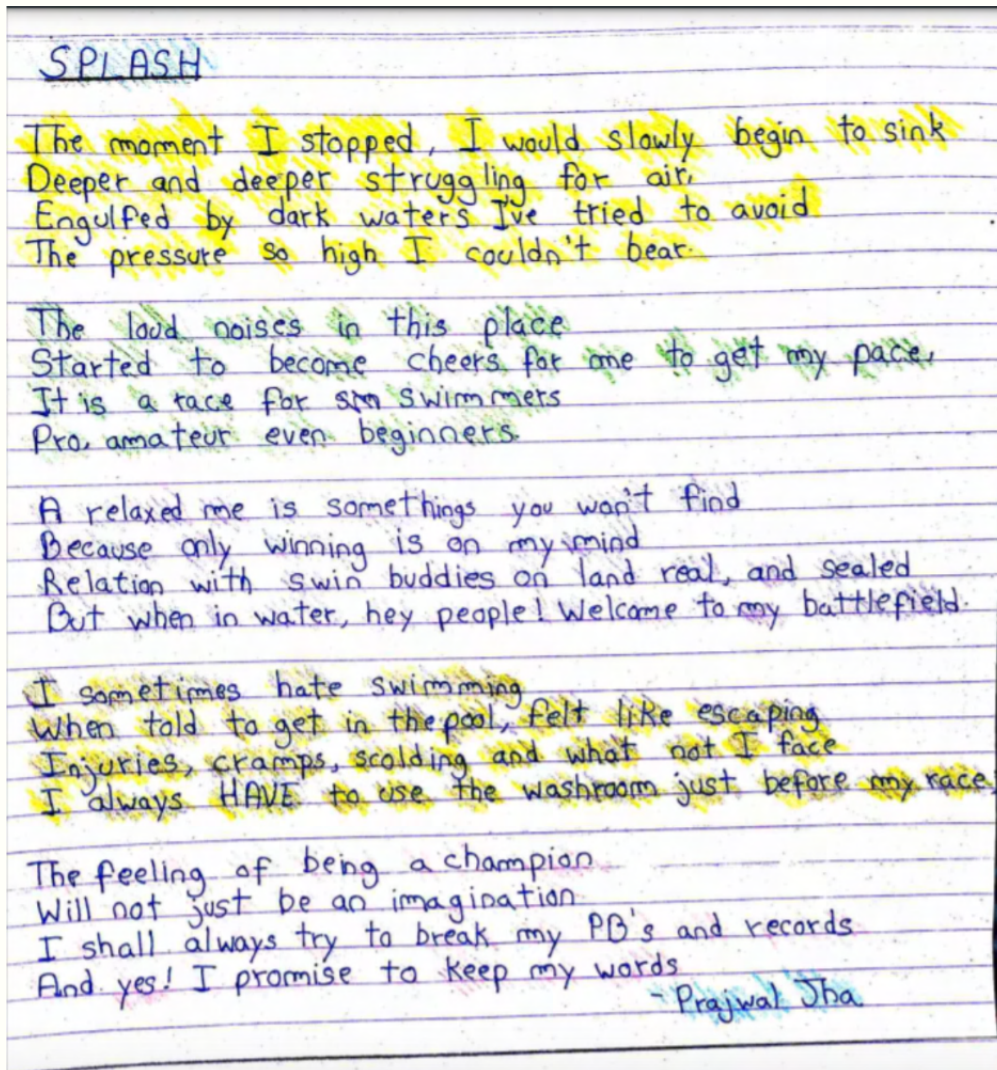 SPLASH
The moment I stopped, I would slowly begin to sink
Deeper and deeper struggling for air,
Engulfed by dark waters I've tried to avoid
The pressure so high I couldn't bear.
The loud noises in this place
Started to become cheers for me to get my pace,
It is a race for swimmers
Pro, amateur even beginners.
A relaxed me is somethings you won't find
Because only winning is on my mind
Relation with swin buddies on land real, and sealed
But when in water, hey people! Welcome to my battlefield.
I sometimes hate swimming
When told to get in the pool, felt like escaping
Injuries, cramps, scolding and what not I face
I always HAVE to use the washroom just before my race
The feeling of being a champion
Will not just be an imagination
I shall always try to break my PB's and records
And yes! I promise to keep my words
- Prajwal Jha